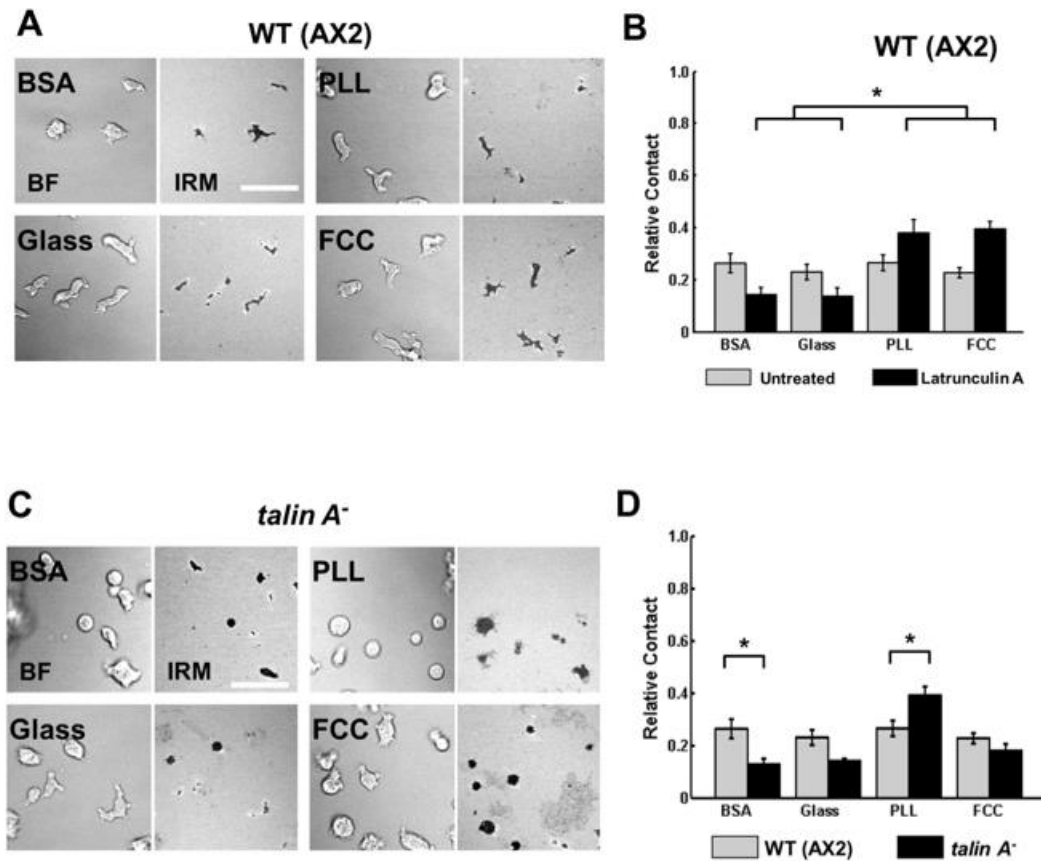 A
WT (AX2)
BSA
PLL
BF
IRM
Glass
FCC
B
WT (AX2)
*
1.0
0.8
0.6
0.4
0.2
0
Relative Contact
BSA Glass PLL FCC
Untreated Latrunculin A
C
talin A-
BSA
PLL
BF
IRM
Glass
FCC
D
1.0
0.8
0.6
0.4
0.2
0
Relative Contact
* *
BSA Glass PLL FCC
WT (AX2) talin A-